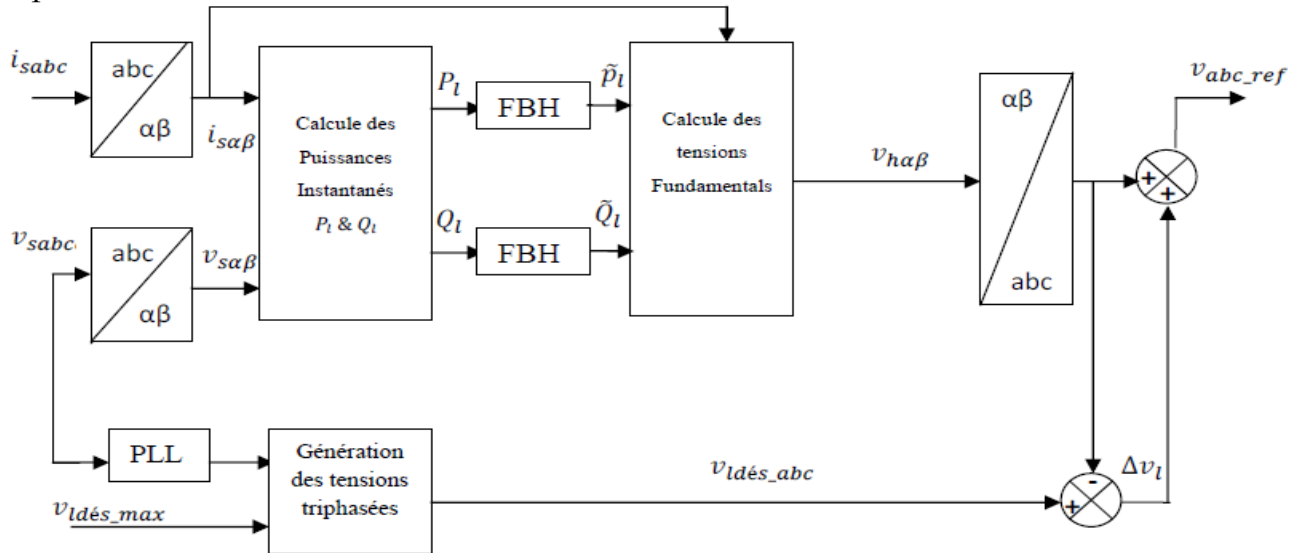 i_sabc
abc
αβ
i_sαβ
Calcule des
Puissances
Instantanés
P_l & Q_l
P_l
FBH
p̃_l
Q_l
FBH
Q̃_l
Calcule des
tensions
Fundamentals
v_hαβ
αβ
abc
v_abc_ref
+
+
v_sabc
abc
αβ
v_sαβ
PLL
v_ldés_max
Génération
des tensions
triphasées
v_ldés_abc
-
+
Δv_l